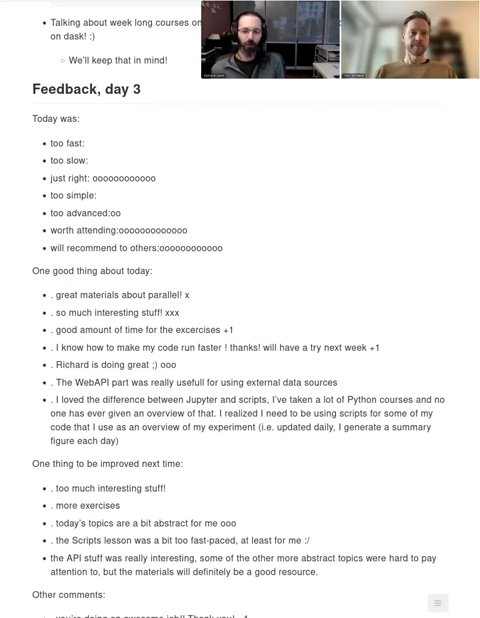 Talking about week long courses on
on dask! :)
We'll keep that in mind!
Feedback, day 3
Today was:
too fast:
too slow:
just right: oooooooooooo
too simple:
too advanced:oo
worth attending:ooooooooooooo
will recommend to others:oooooooooooo
One good thing about today:
. great materials about parallel! x
. so much interesting stuff! xxx
. good amount of time for the excercises +1
. I know how to make my code run faster ! thanks! will have a try next week +1
. Richard is doing great ;) ooo
. The WebAPI part was really usefull for using external data sources
. I loved the difference between Jupyter and scripts, I've taken a lot of Python courses and no
one has ever given an overview of that. I realized I need to be using scripts for some of my
code that I use as an overview of my experiment (i.e. updated daily, I generate a summary
figure each day)
One thing to be improved next time:
. too much interesting stuff!
. more exercises
. today's topics are a bit abstract for me ooo
. the Scripts lesson was a bit too fast-paced, at least for me :/
the API stuff was really interesting, some of the other more abstract topics were hard to pay
attention to, but the materials will definitely be a good resource.
Other comments: